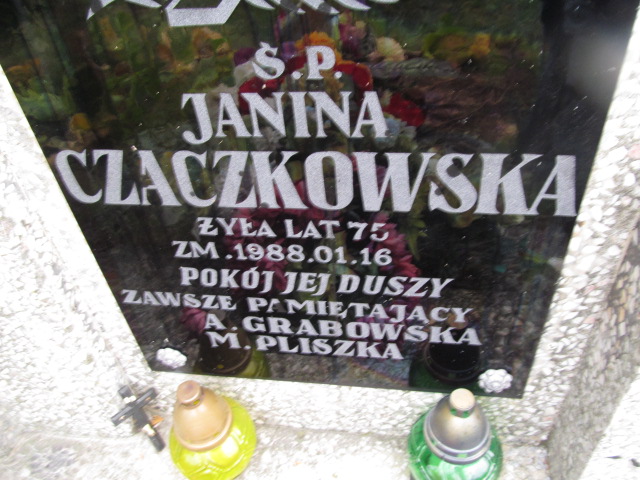 Ś.P.
JANINA
CZACZKOWSKA
ŻYŁA LAT 75
ZM. 1988.01.16
POKÓJ JEJ DUSZY
ZAWSZE PAMIĘTAJĄCY
A. GRABOWSKA
M. PLISZKA